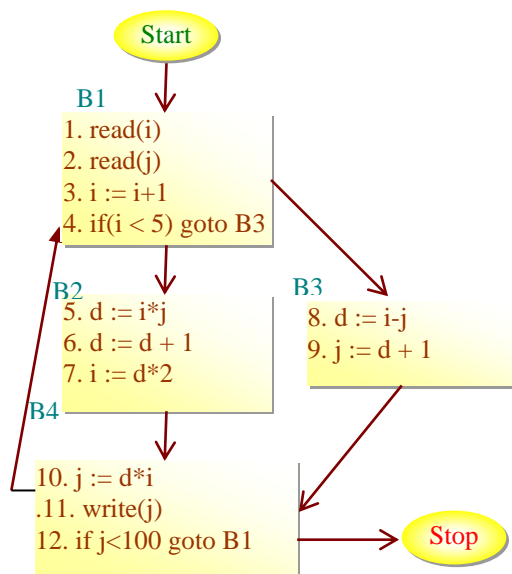 Start
B1
1. read(i)
2. read(j)
3. i := i+1
4. if(i < 5) goto B3
B2
5. d := i*j
6. d := d + 1
7. i := d*2
B3
8. d := i-j
9. j := d + 1
B4
10. j := d*i
.11. write(j)
12. if j<100 goto B1
Stop